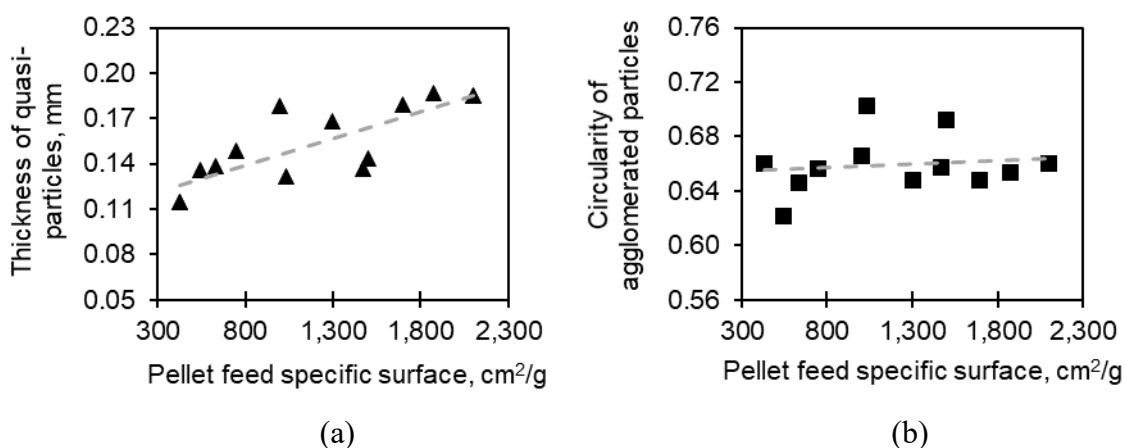 Thickness of quasi-
particles, mm
0.23
0.20
0.17
0.14
0.11
0.08
0.05
300 800 1,300 1,800 2,300
Pellet feed specific surface, cm²/g
(a)
Circularity of
agglomerated particles
0.76
0.72
0.68
0.64
0.60
0.56
300 800 1,300 1,800 2,300
Pellet feed specific surface, cm²/g
(b)